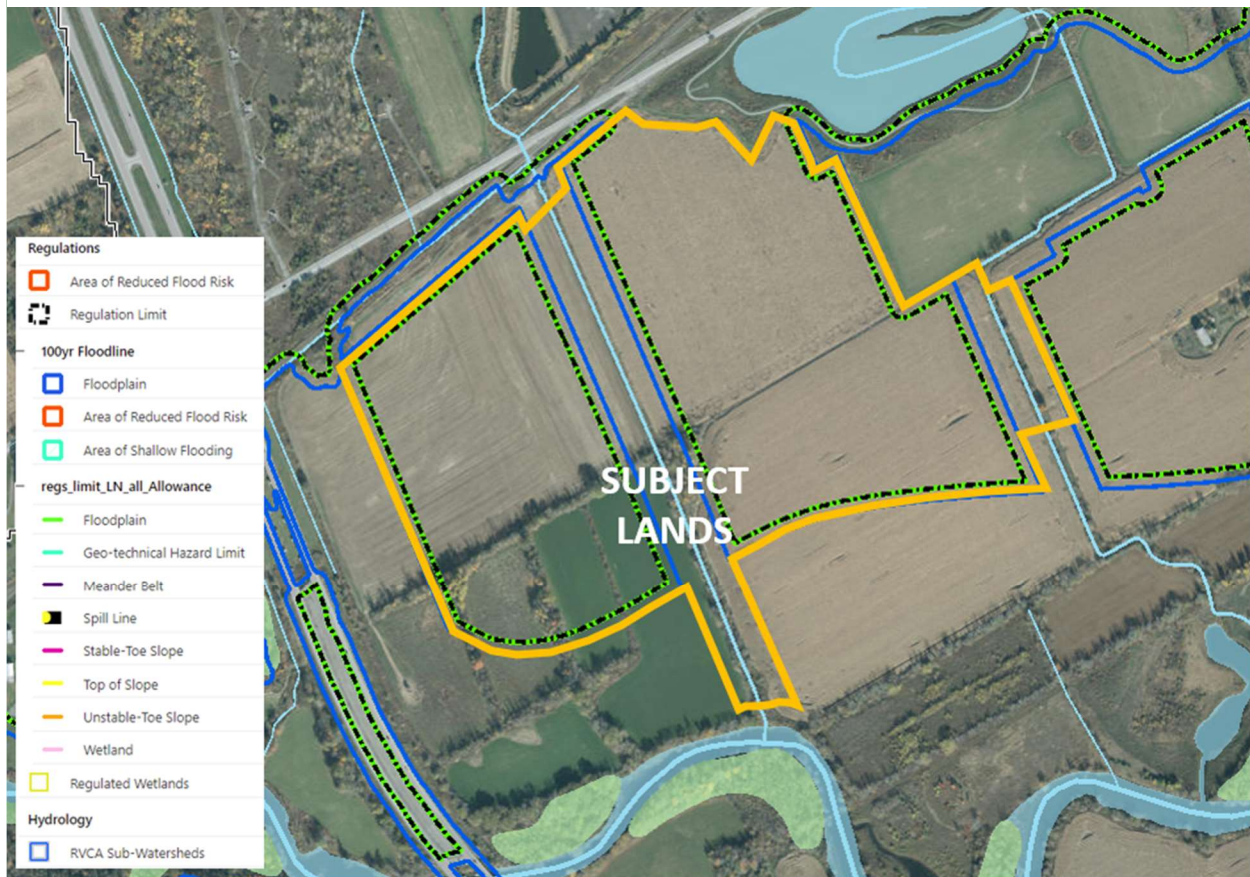 Regulations
Area of Reduced Flood Risk
Regulation Limit
100yr Floodline
Floodplain
Area of Reduced Flood Risk
Area of Shallow Flooding
regs_limit_LN_all_Allowance
Floodplain
Geo-technical Hazard Limit
Meander Belt
Spill Line
Stable-Toe Slope
Top of Slope
Unstable-Toe Slope
Wetland
Regulated Wetlands
Hydrology
RVCA Sub-Watersheds
SUBJECT
LANDS